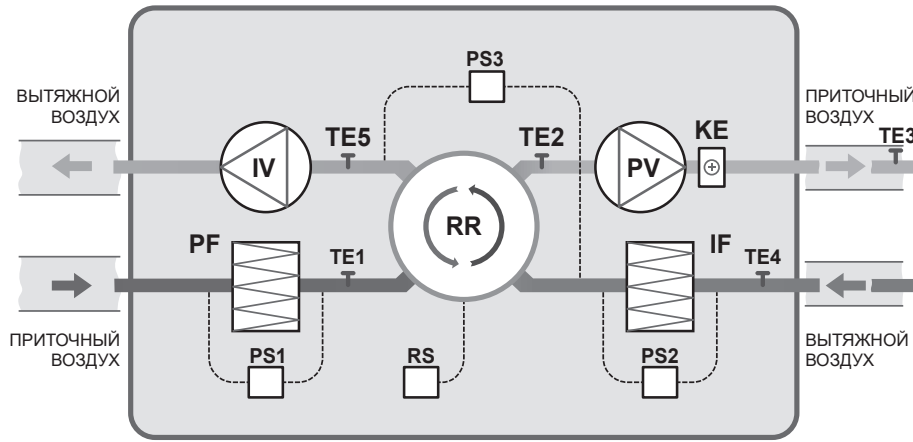 PS3
ВЫТЯЖНОЙ
ВОЗДУХ
ПРИТОЧНЫЙ
ВОЗДУХ
TE5
TE2
KE
TE3
IV
PV
RR
PF
TE1
IF
TE4
ПРИТОЧНЫЙ
ВОЗДУХ
PS1
RS
PS2
ВЫТЯЖНОЙ
ВОЗДУХ